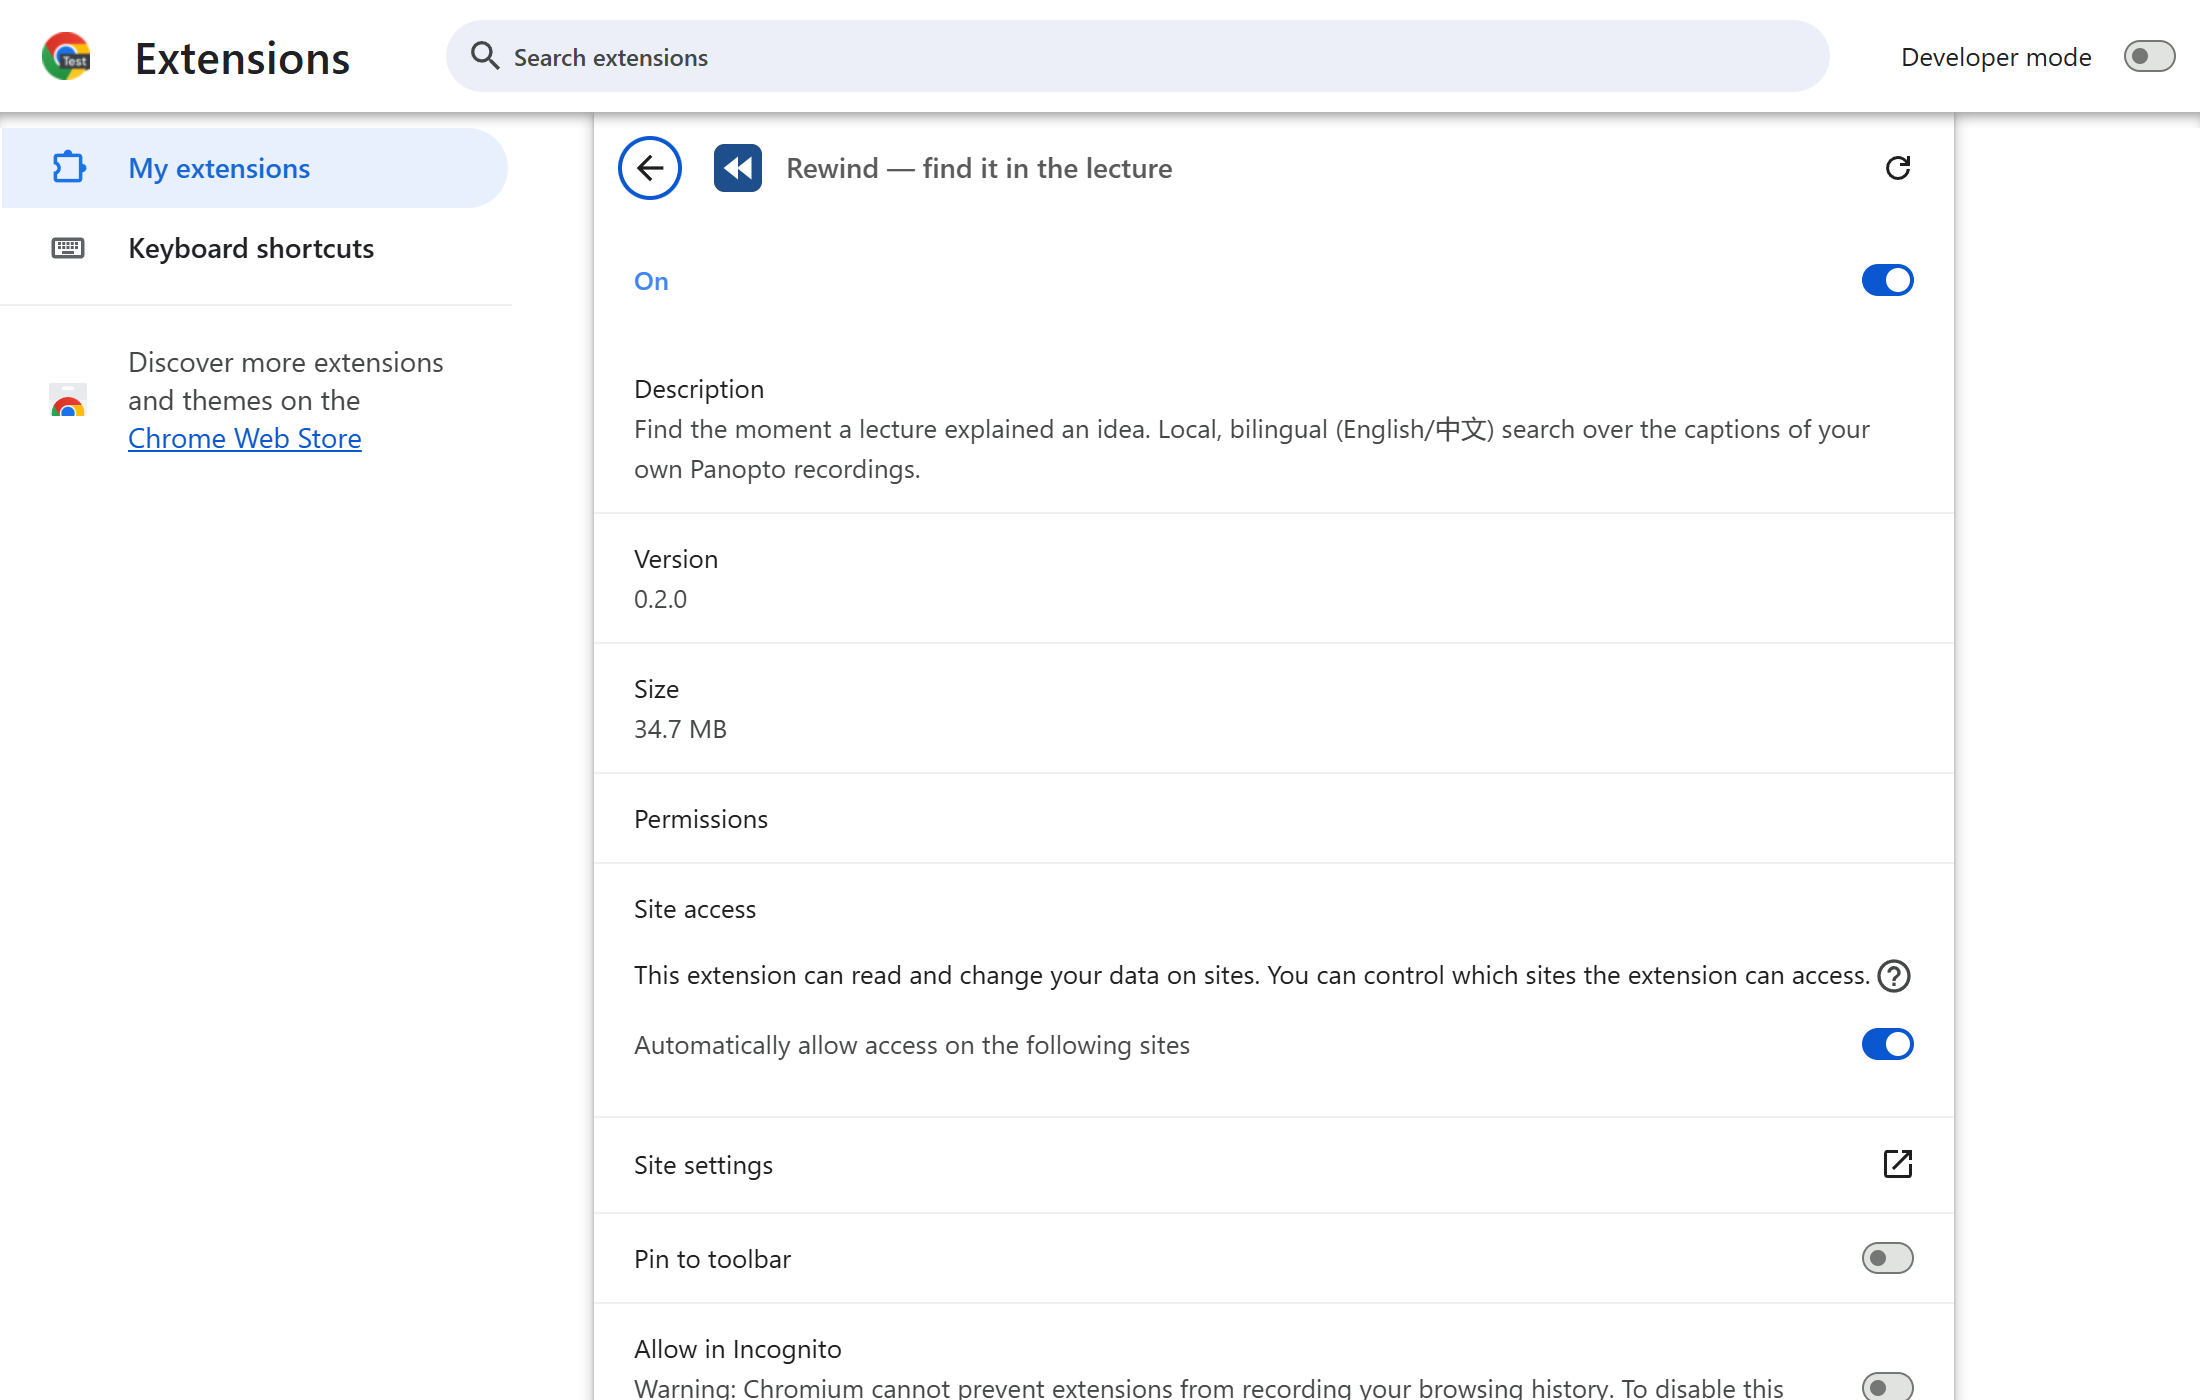 Test
Extensions
Search extensions
Developer mode
My extensions
Keyboard shortcuts
Discover more extensions
and themes on the
Chrome Web Store
Rewind — find it in the lecture
On
Description
Find the moment a lecture explained an idea. Local, bilingual (English/中文) search over the captions of your
own Panopto recordings.
Version
0.2.0
Size
34.7 MB
Permissions
Site access
This extension can read and change your data on sites. You can control which sites the extension can access.
Automatically allow access on the following sites
Site settings
Pin to toolbar
Allow in Incognito
Warning: Chromium cannot prevent extensions from recording your browsing history. To disable this